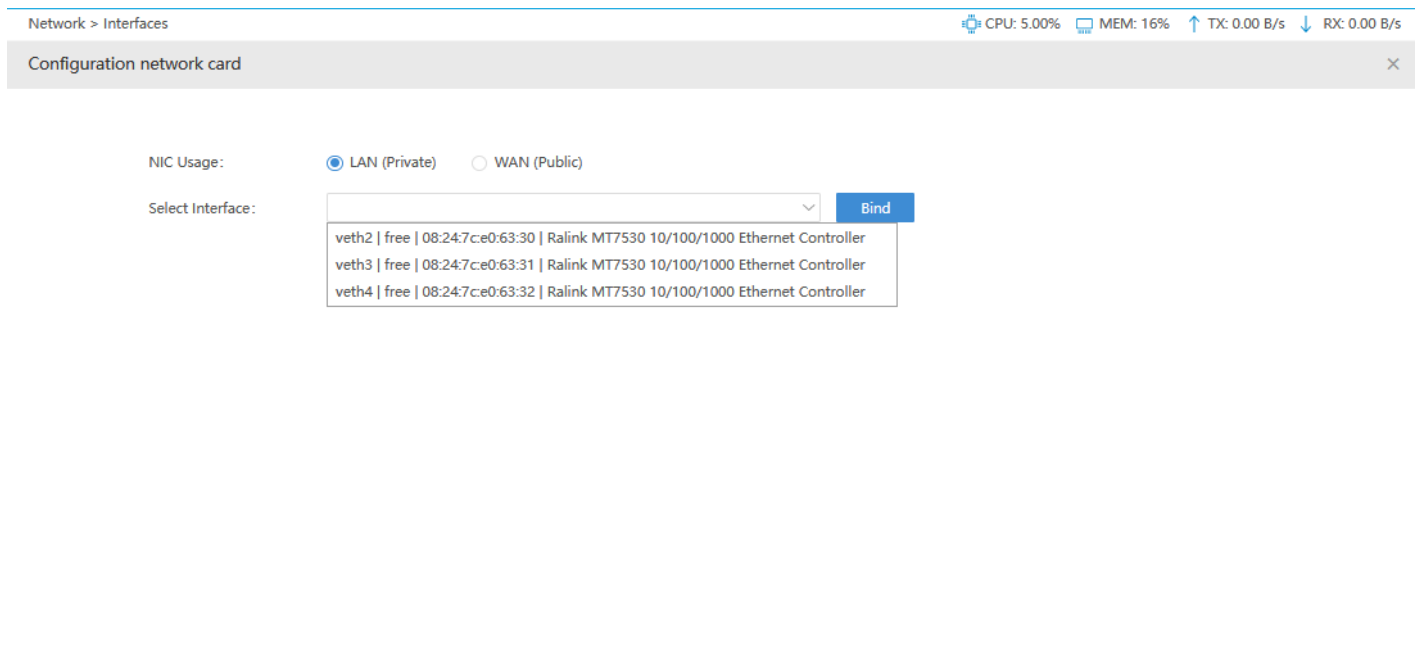 Network > Interfaces CPU: 5.00% MEM: 16% TX: 0.00 B/s RX: 0.00 B/s
Configuration network card
NIC Usage: LAN (Private) WAN (Public)
Select Interface: Bind
veth2 | free | 08:24:7c:e0:63:30 | Ralink MT7530 10/100/1000 Ethernet Controller
veth3 | free | 08:24:7c:e0:63:31 | Ralink MT7530 10/100/1000 Ethernet Controller
veth4 | free | 08:24:7c:e0:63:32 | Ralink MT7530 10/100/1000 Ethernet Controller